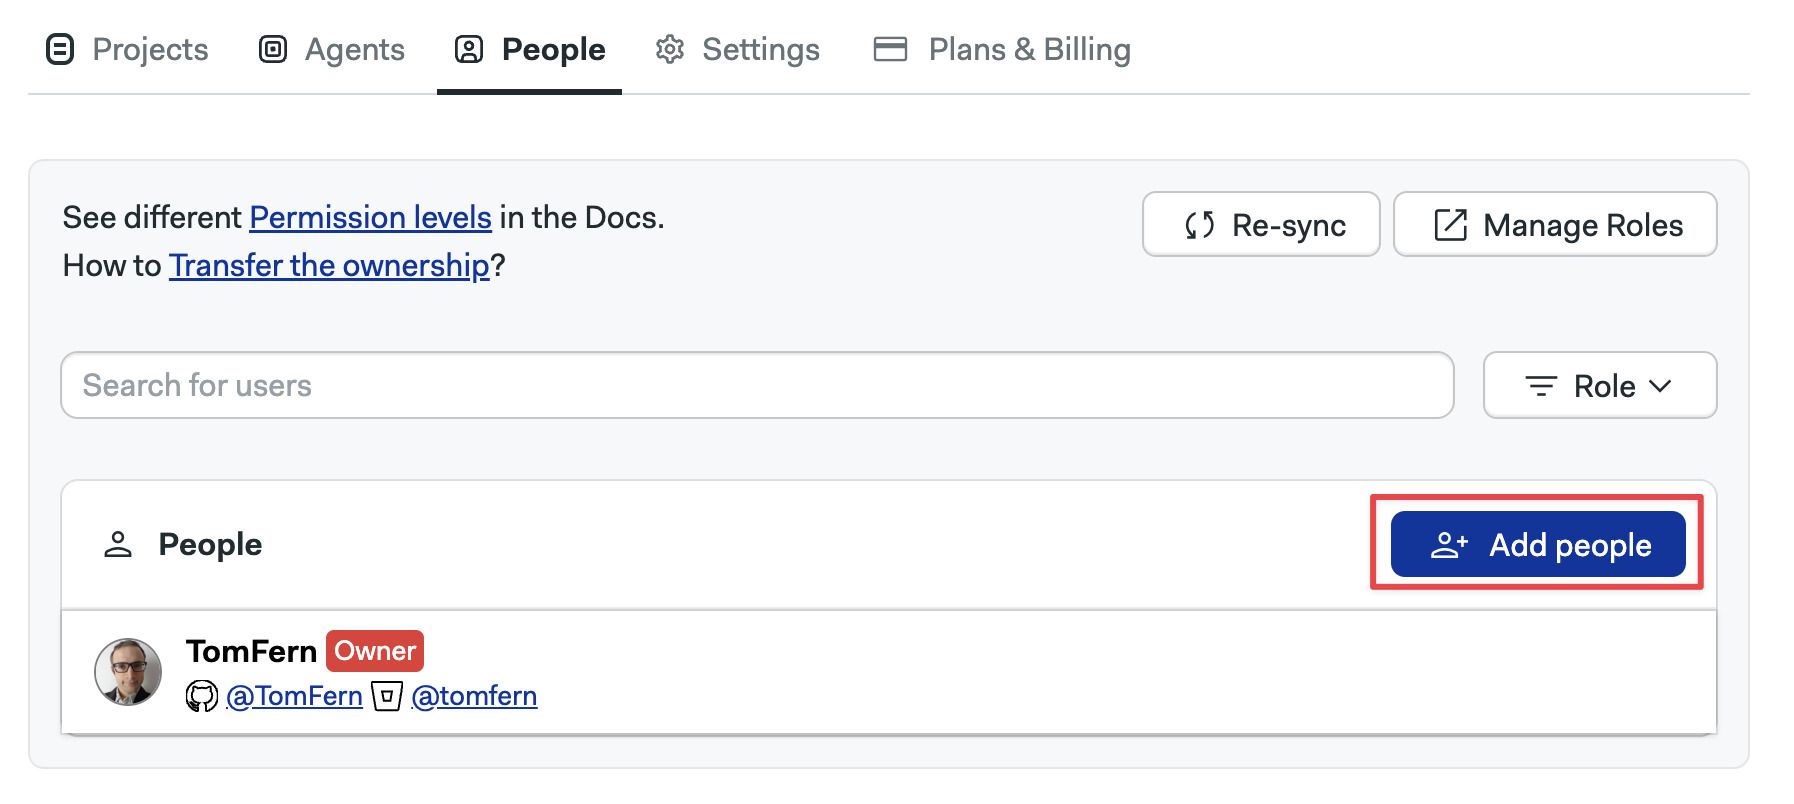 Projects Agents People Settings Plans & Billing
See different Permission levels in the Docs.
How to Transfer the ownership?
Re-sync Manage Roles
Search for users Role
People Add people
TomFern Owner
@TomFern @tomfern